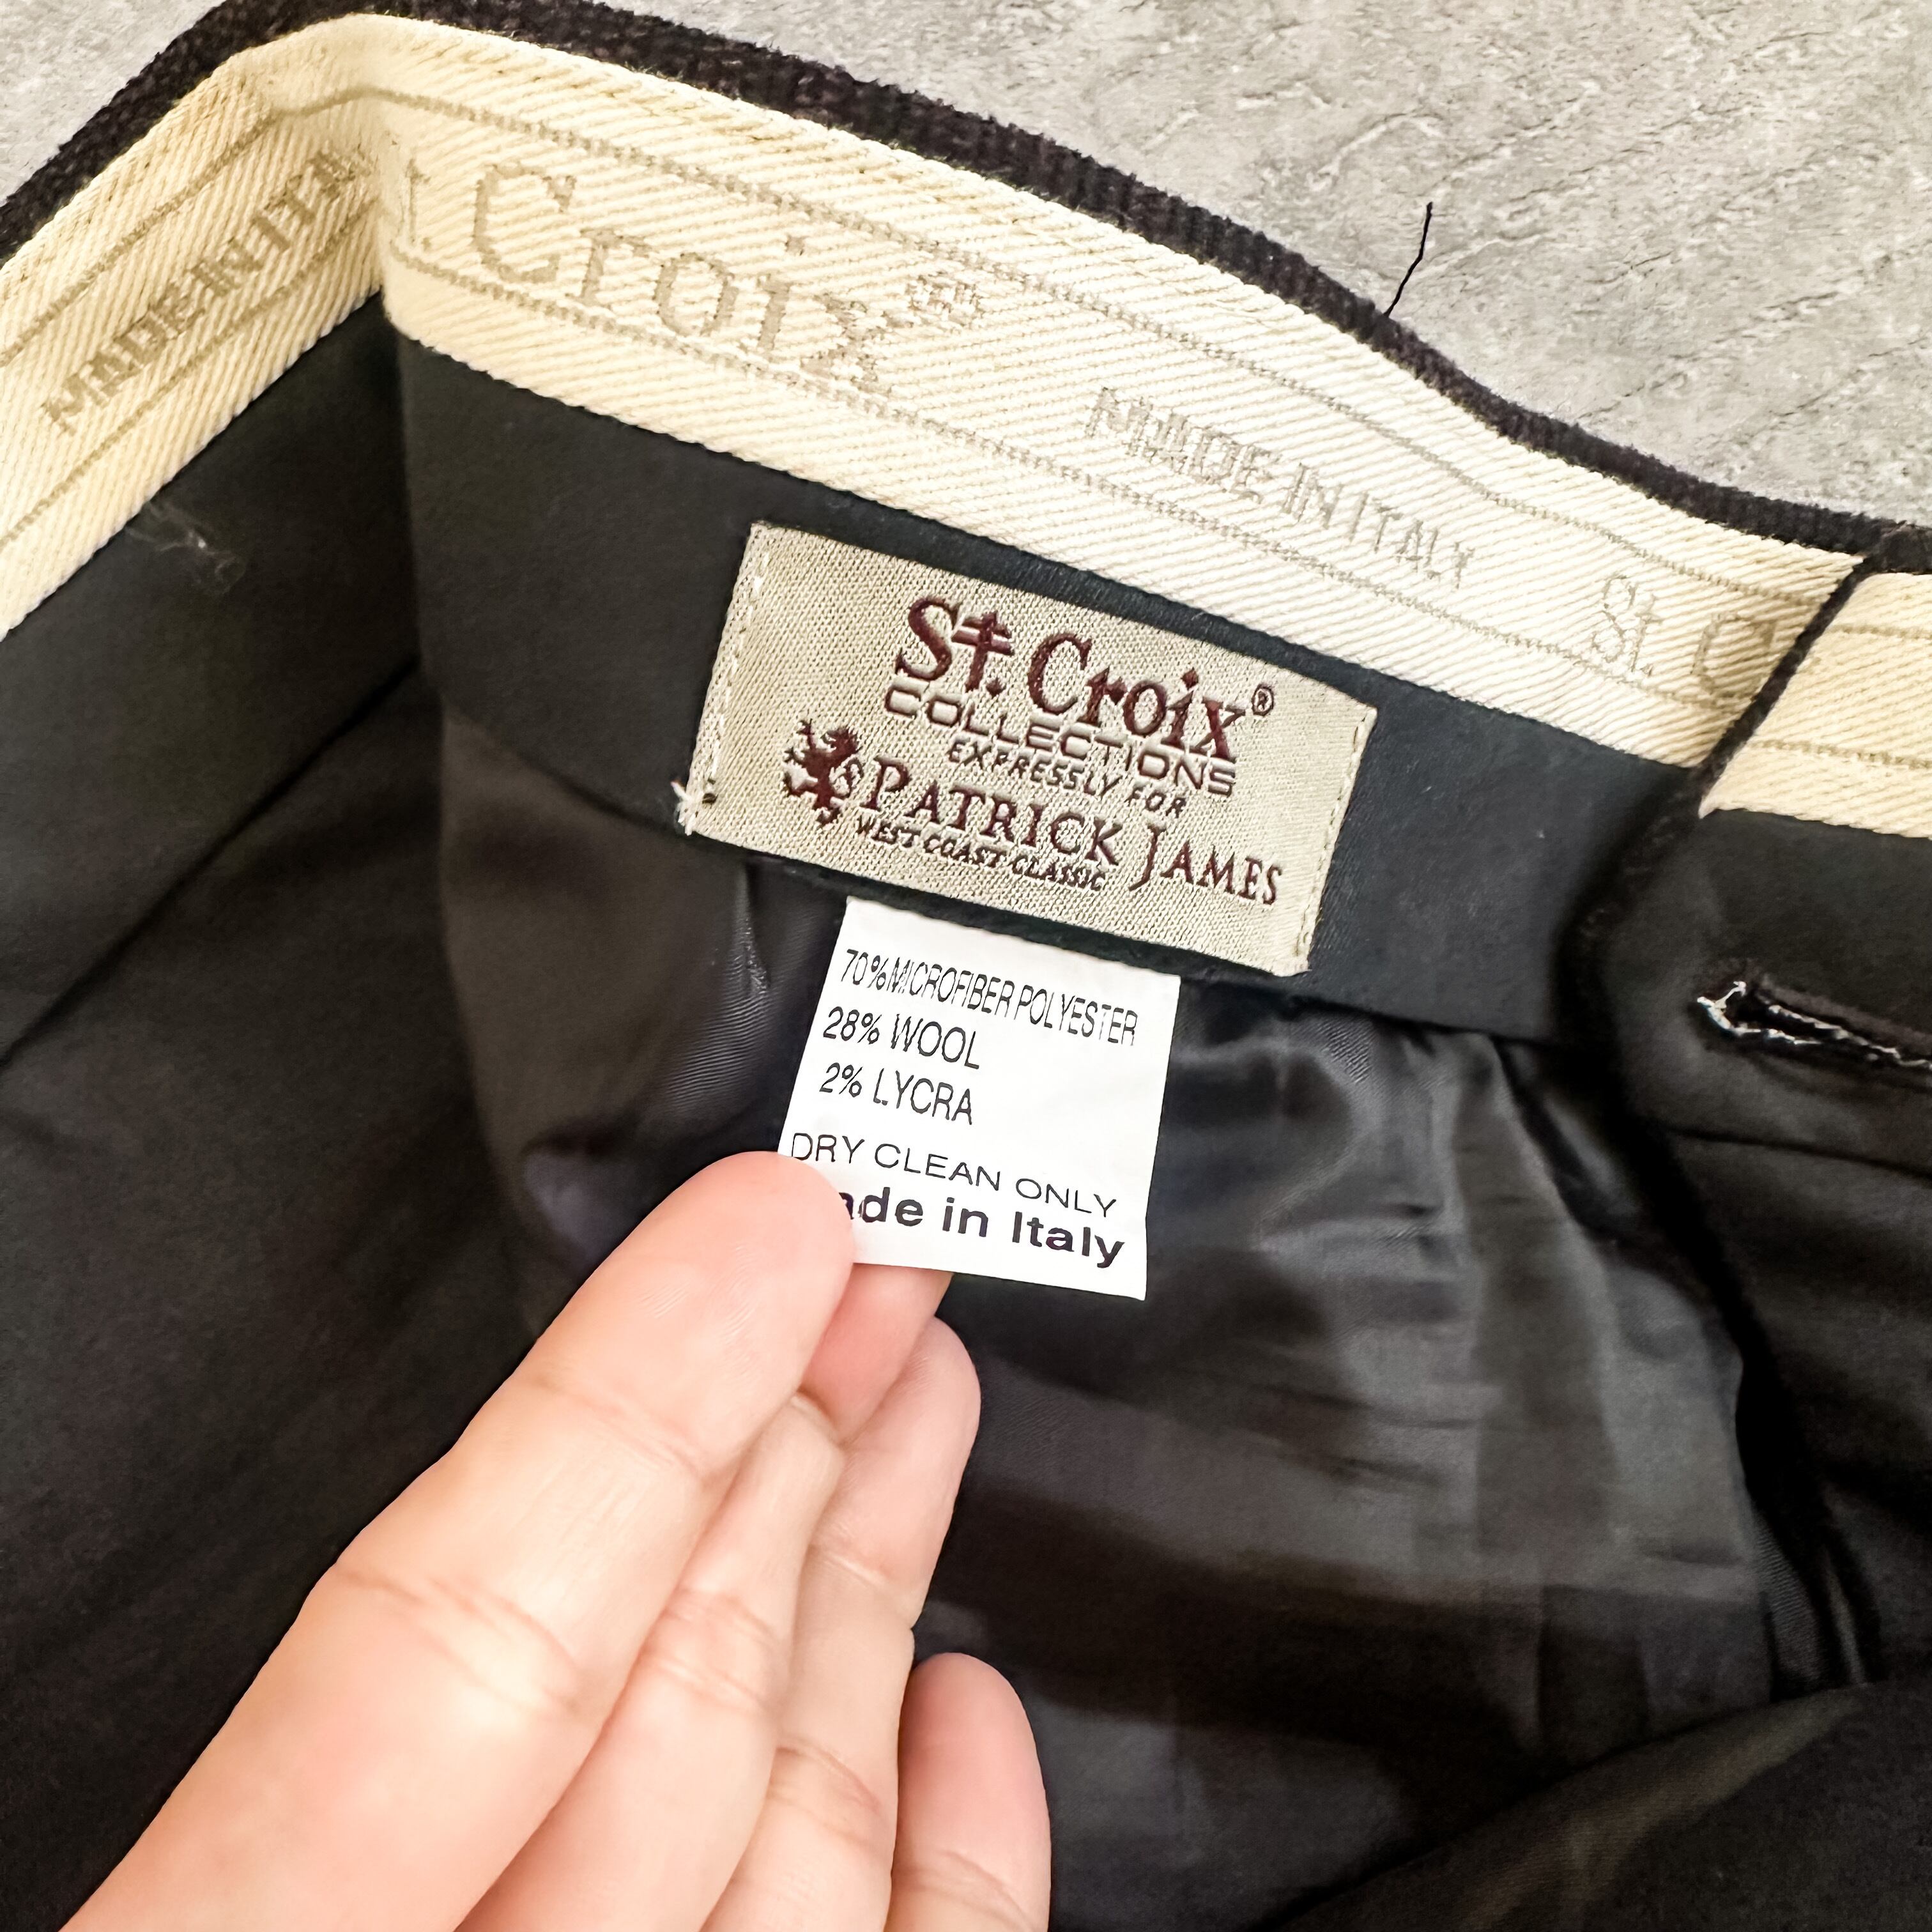 MADE IN ITA
t. Croix®
MADE IN ITALY
St. C
St. Croix®
COLLECTIONS
EXPRESSLY FOR
PATRICK JAMES
WEST COAST CLASSIC
70%MICROFIBER POLYESTER
28% WOOL
2% LYCRA
DRY CLEAN ONLY
ade in Italy